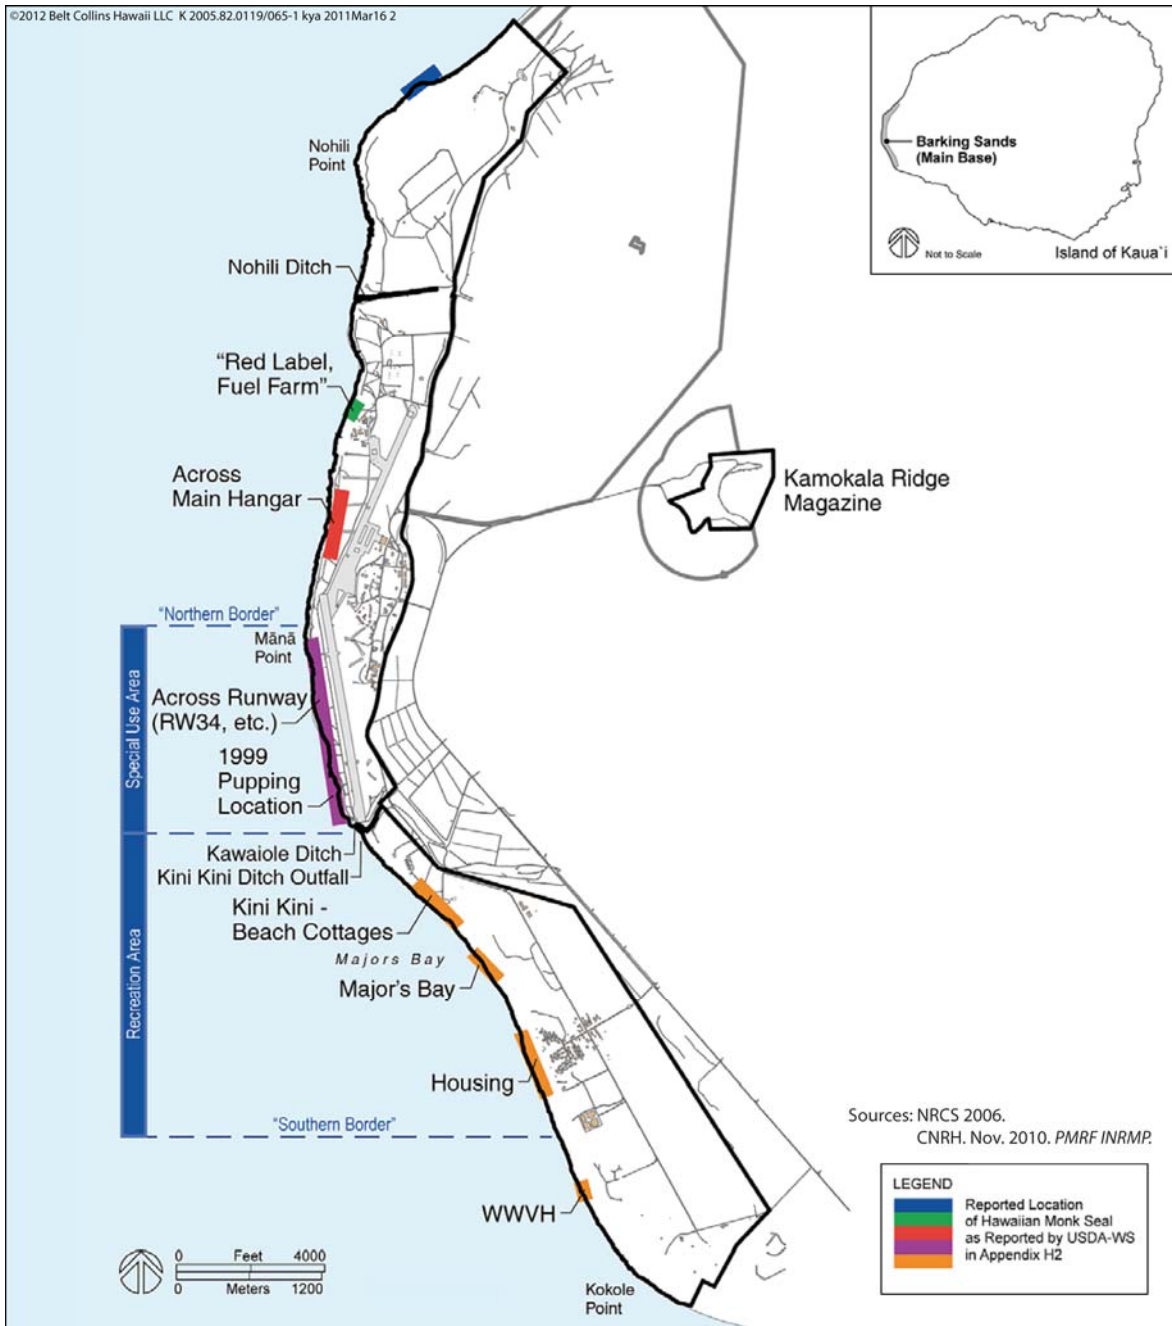 ©2012 Belt Collins Hawaii LLC K 2005.82.0119/065-1 kya 2011Mar16 2
Barking Sands
(Main Base)
Not to Scale
Island of Kaua`i
Nohili
Point
Nohili Ditch
“Red Label,
Fuel Farm”
Across
Main Hangar
Kamokala Ridge
Magazine
"Northern Border"
Mānā
Point
Special Use Area
Across Runway
(RW34, etc.)
1999
Pupping
Location
Kawaiole Ditch
Kini Kini Ditch Outfall
Kini Kini -
Beach Cottages
Majors Bay
Major's Bay
Recreation Area
Housing
"Southern Border"
WWVH
Kokole
Point
0 Feet 4000
0 Meters 1200
Sources: NRCS 2006.
CNRH. Nov. 2010. PMRF INRMP.
LEGEND
Reported Location
of Hawaiian Monk Seal
as Reported by USDA-WS
in Appendix H2